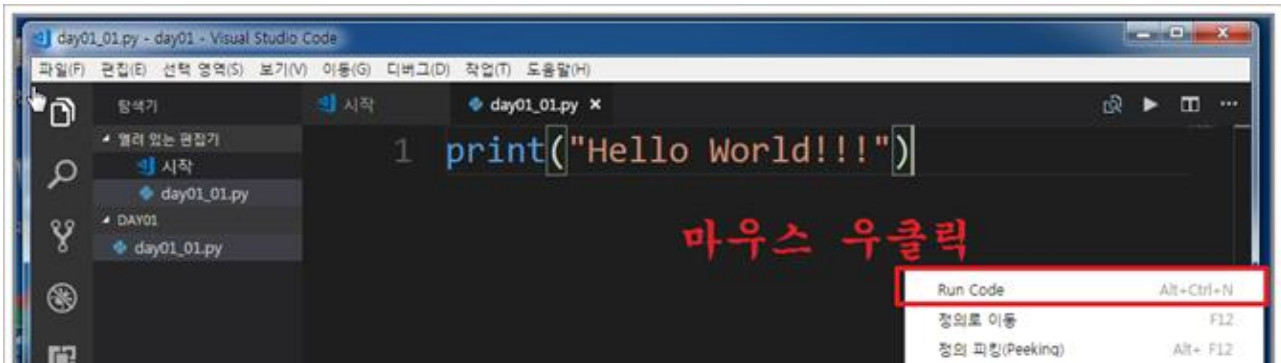 day01_01.py - day01 - Visual Studio Code
파일(F) 편집(E) 선택 영역(S) 보기(V) 이동(G) 디버그(D) 작업(T) 도움말(H)
탐색기
시작
day01_01.py ×
열려 있는 편집기
시작
day01_01.py
DAY01
day01_01.py
1 print("Hello World!!!")
마우스 우클릭
Run Code Alt+Ctrl+N
정의로 이동 F12
정의 피킹(Peeking) Alt+ F12